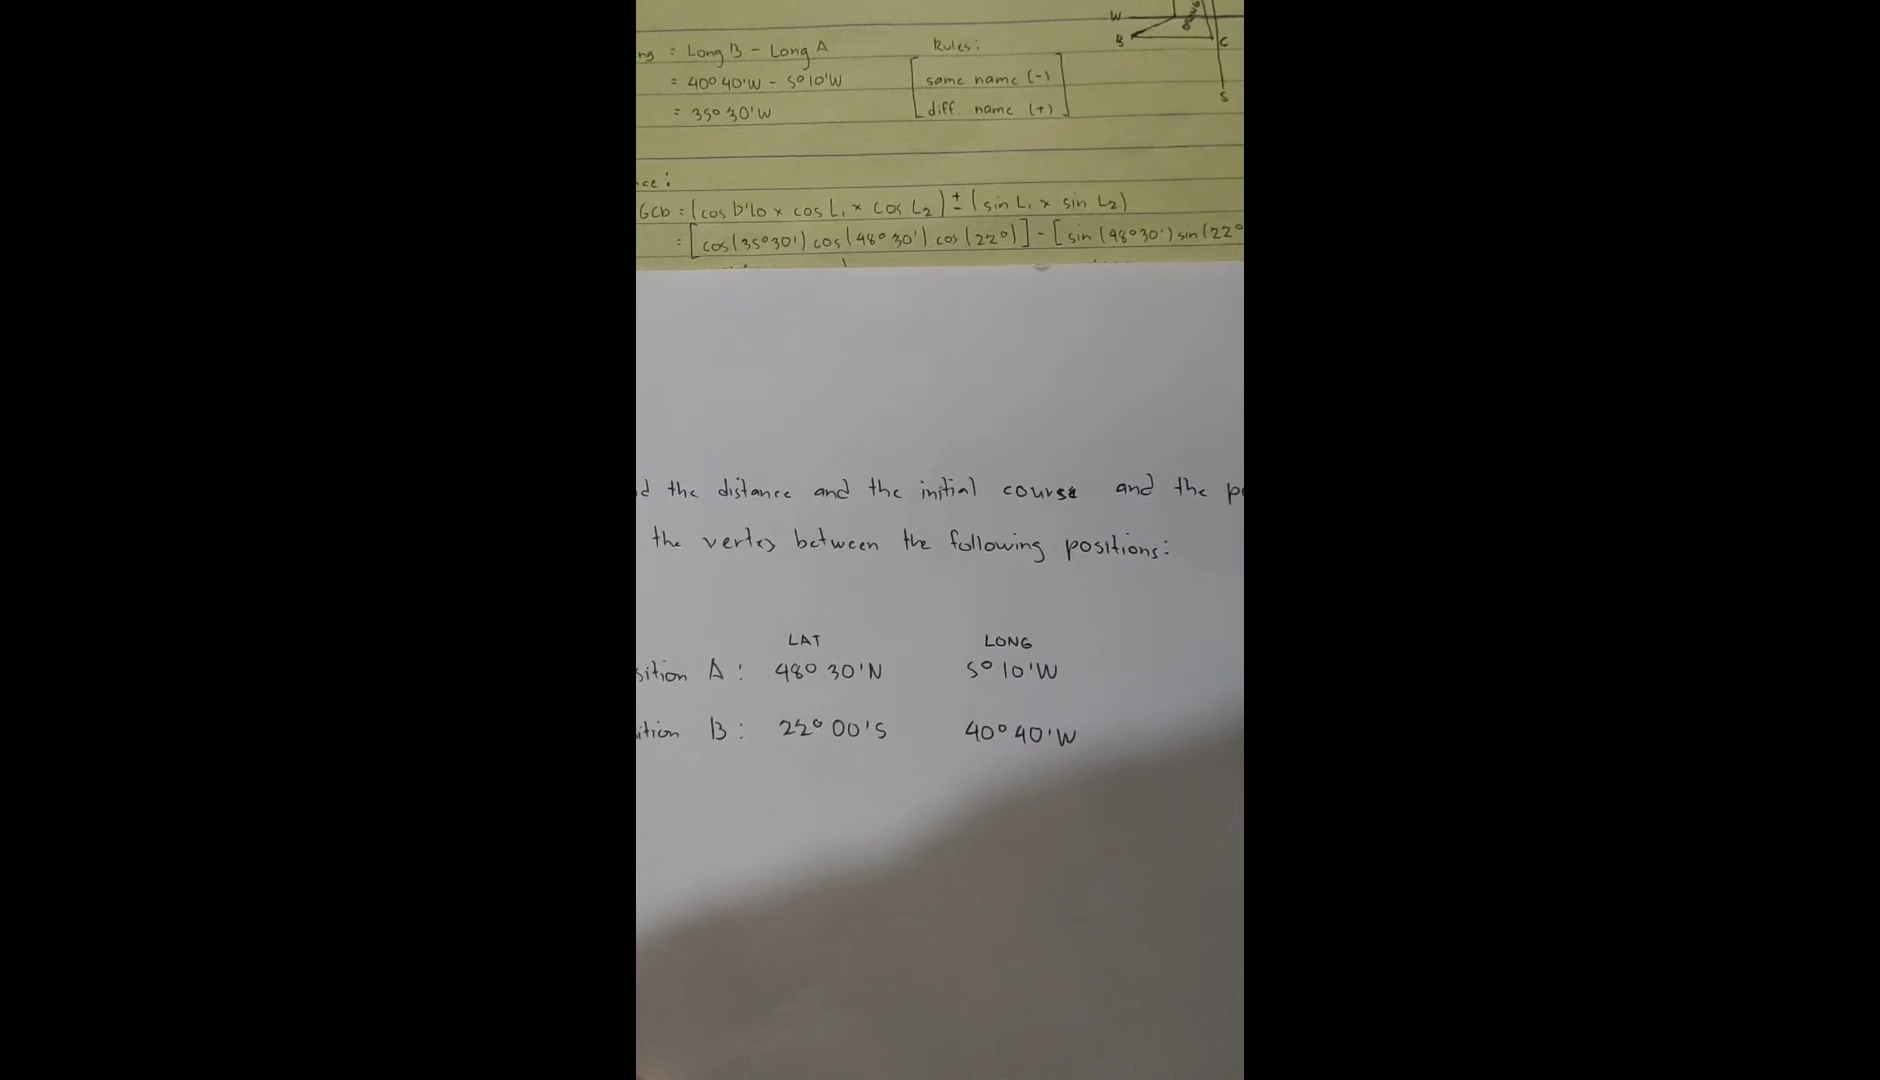 W
B
C
S
DLONG
ng = Long B - Long A
= 40° 40'W - 5° 10'W
= 35° 30'W
Rules:
same name (-)
diff. name (+)
ce:
GCD = (cos D'lo × cos L₁ × cos L₂) ± (sin L₁ × sin L₂)
= [cos(35°30') cos(48°30') cos(22°)] - [sin(48°30') sin(22°
d the distance and the initial course and the p
the vertex between the following positions:
LAT LONG
sition A: 48° 30'N 5° 10'W
ition B: 22° 00'S 40° 40'W